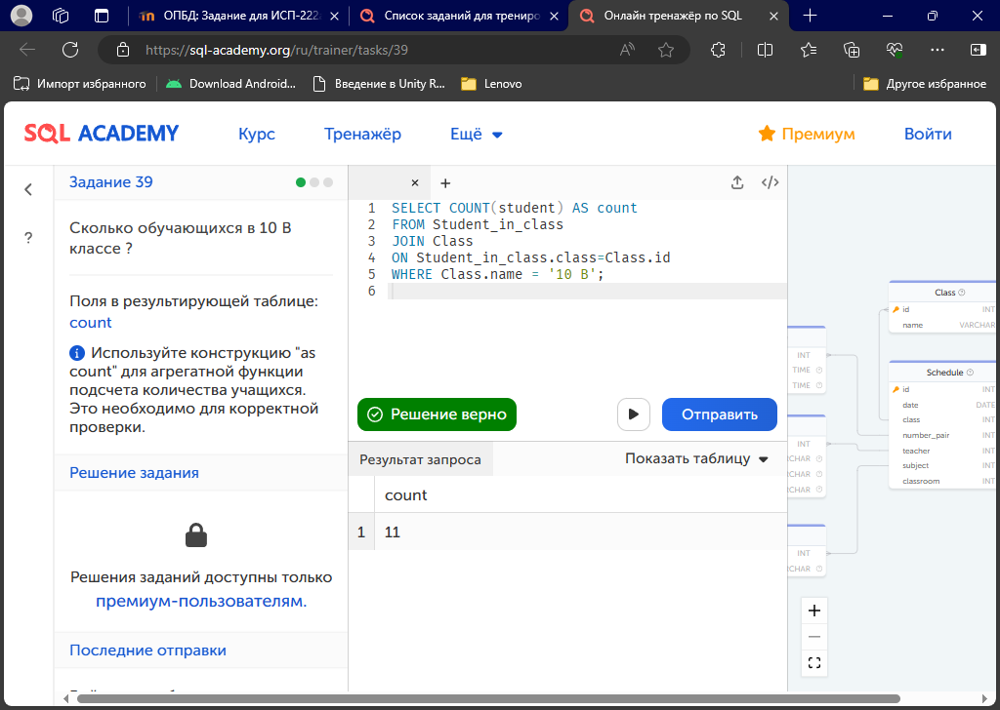 ОПБД: Задание для ИСП-222
Список заданий для трениро
Онлайн тренажёр по SQL
https://sql-academy.org/ru/trainer/tasks/39
Импорт избранного
Download Android...
Введение в Unity R...
Lenovo
Другое избранное
SQL ACADEMY
Курс
Тренажёр
Ещё
Премиум
Войти
Задание 39
Сколько обучающихся в 10 B
классе ?
Поля в результирующей таблице:
count
Используйте конструкцию "as
count" для агрегатной функции
подсчета количества учащихся.
Это необходимо для корректной
проверки.
Решение задания
Решения заданий доступны только
премиум-пользователям.
Последние отправки
1 SELECT COUNT(student) AS count
2 FROM Student_in_class
3 JOIN Class
4 ON Student_in_class.class=Class.id
5 WHERE Class.name = '10 B';
6
Решение верно
Отправить
Результат запроса
Показать таблицу
count
1 11
INT
TIME
TIME
INT
CHAR
CHAR
CHAR
INT
CHAR
Class
id INT
name VARCHAR
Schedule
id INT
date DATE
class INT
number_pair INT
teacher INT
subject INT
classroom INT